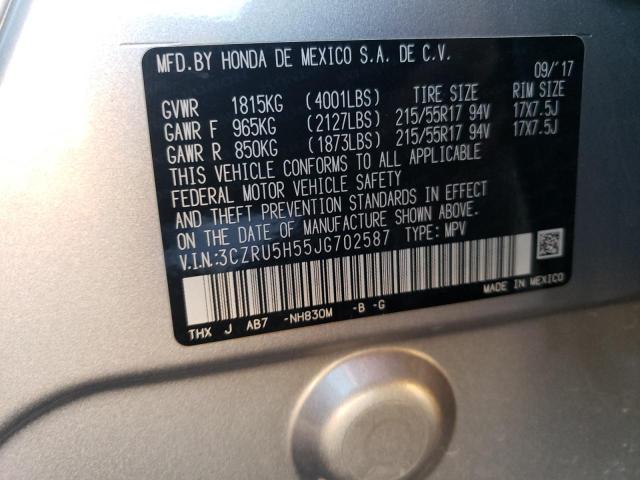 MFD.BY HONDA DE MEXICO S.A. DE C.V.
09/'17
TIRE SIZE RIM SIZE
GVWR 1815KG (4001LBS)
GAWR F 965KG (2127LBS) 215/55R17 94V 17X7.5J
GAWR R 850KG (1873LBS) 215/55R17 94V 17X7.5J
THIS VEHICLE CONFORMS TO ALL APPLICABLE
FEDERAL MOTOR VEHICLE SAFETY
AND THEFT PREVENTION STANDARDS IN EFFECT
ON THE DATE OF MANUFACTURE SHOWN ABOVE.
V.I.N.:3CZRU5H55JG702587 TYPE: MPV
MADE IN MEXICO
THX J AB7 -NH830M -B -G